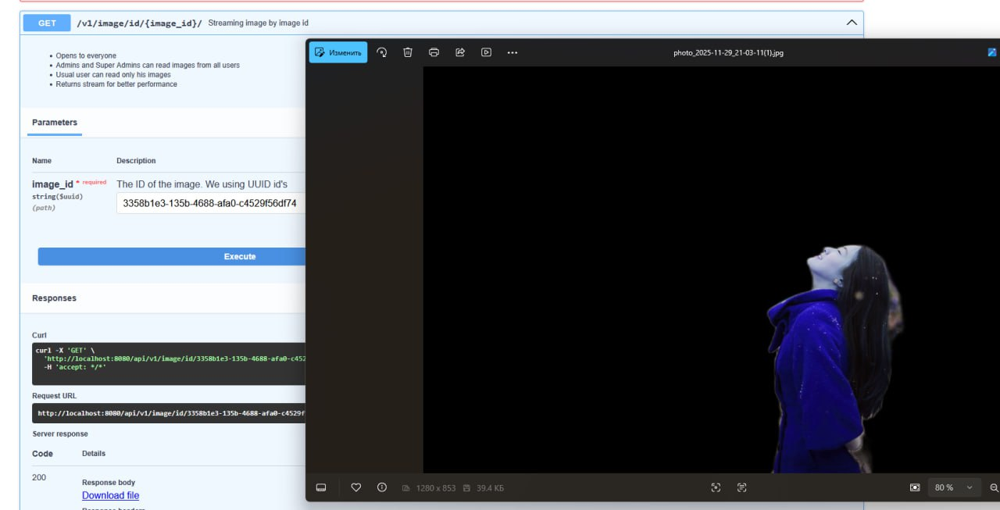 GET /v1/image/id/{image_id}/ Streaming image by image id
Opens to everyone
Admins and Super Admins can read images from all users
Usual user can read only his images
Returns stream for better performance
Изменить
photo_2025-11-29_21-03-11(1).jpg
Parameters
Name Description
image_id * required
string($uuid)
(path)
The ID of the image. We using UUID id's
3358b1e3-135b-4688-afa0-c4529f56df74
Execute
Responses
Curl
curl -X 'GET' \
'http://localhost:8080/api/v1/image/id/3358b1e3-135b-4688-afa0-c452
-H 'accept: */*'
Request URL
http://localhost:8080/api/v1/image/id/3358b1e3-135b-4688-afa0-c4529f
Server response
Code Details
200
Response body
Download file
1280 x 853 39.4 КБ
80 %